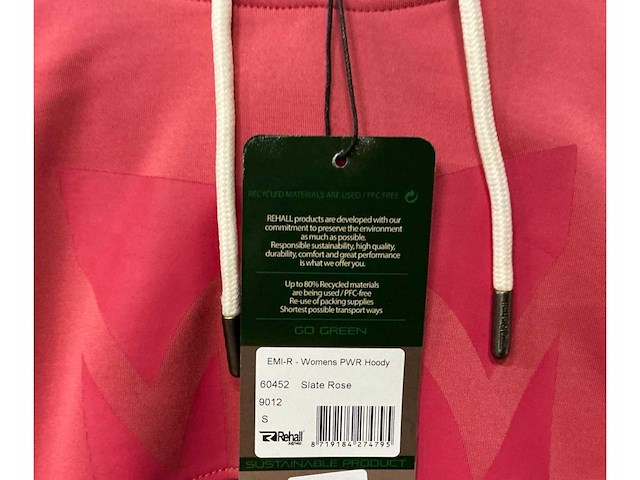 RECYCLED MATERIALS ARE USED / PFC FREE
REHALL products are developed with our
commitment to preserve the environment
as much as possible.
Responsible sustainability, high quality,
durability, comfort and great performance
is what we offer you.
Up to 80% Recycled materials
are being used / PFC-free
Re-use of packing supplies
Shortest possible transport ways
GO GREEN
EMI-R - Womens PWR Hoody
60452 Slate Rose
9012
S
Rehall
8 719184 274795
SUSTAINABLE PRODUCT